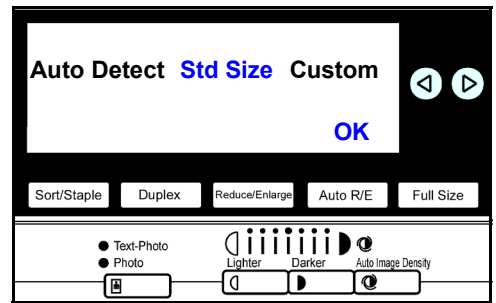 Auto Detect Std Size Custom
OK
Sort/Staple Duplex Reduce/Enlarge Auto R/E Full Size
Text-Photo
Photo
Lighter Darker Auto Image Density